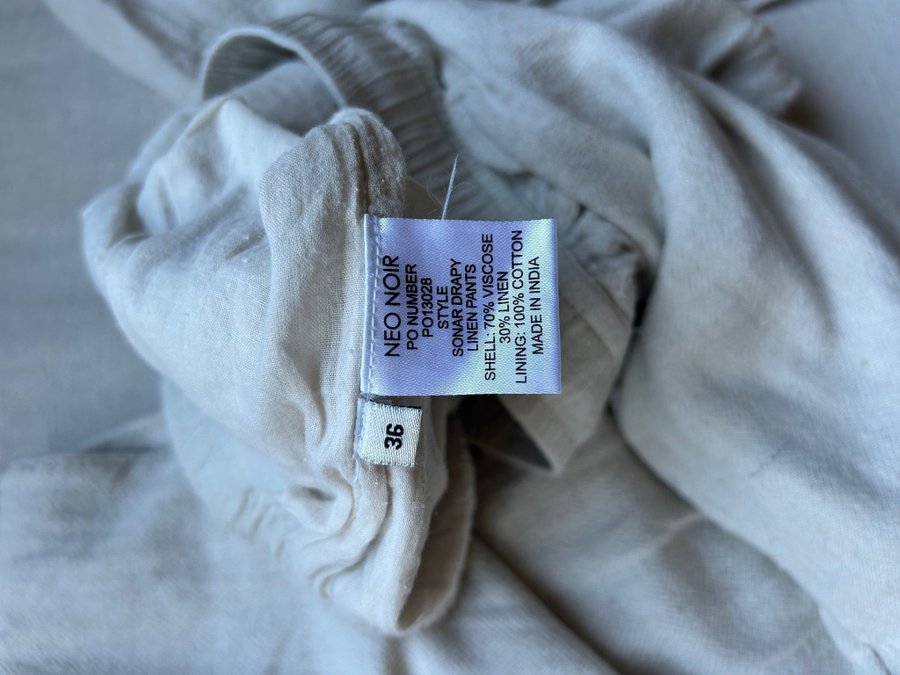 NEO NOIR
PO NUMBER
PO13028
STYLE
SONAR DRAPY
LINEN PANTS
SHELL: 70% VISCOSE
30% LINEN
LINING: 100% COTTON
MADE IN INDIA
36